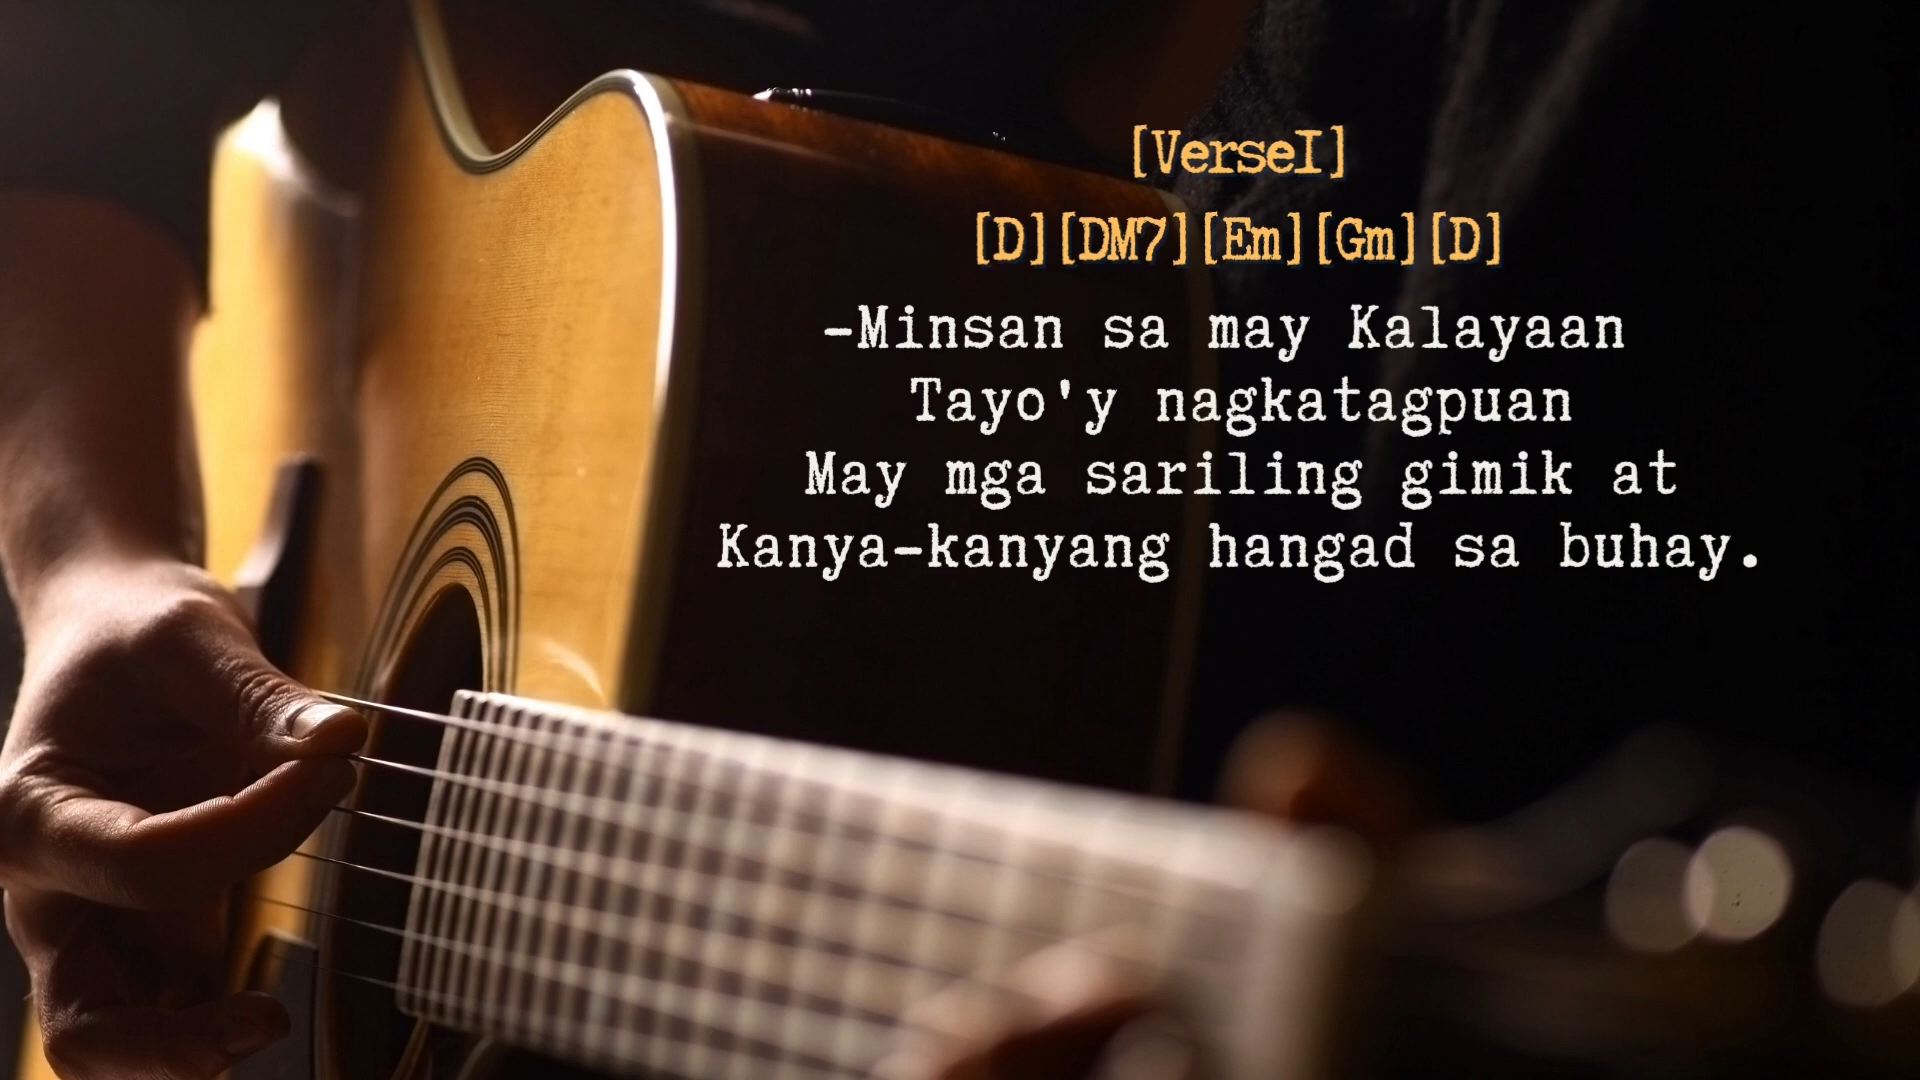 [VerseI]
[D][DM7][Em][Gm][D]
-Minsan sa may Kalayaan
Tayo'y nagkatagpuan
May mga sariling gimik at
Kanya-kanyang hangad sa buhay.